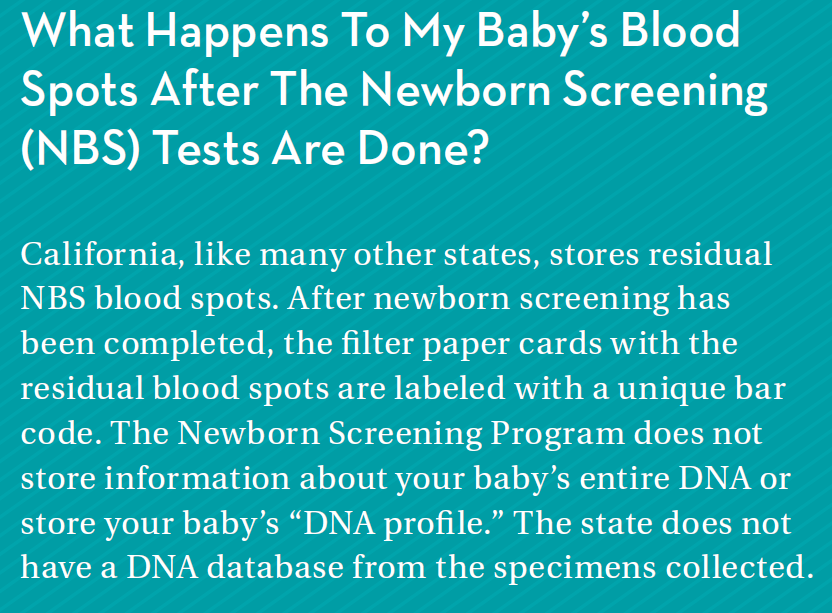 What Happens To My Baby’s Blood
Spots After The Newborn Screening
(NBS) Tests Are Done?
California, like many other states, stores residual
NBS blood spots. After newborn screening has
been completed, the filter paper cards with the
residual blood spots are labeled with a unique bar
code. The Newborn Screening Program does not
store information about your baby’s entire DNA or
store your baby’s “DNA profile.” The state does not
have a DNA database from the specimens collected.